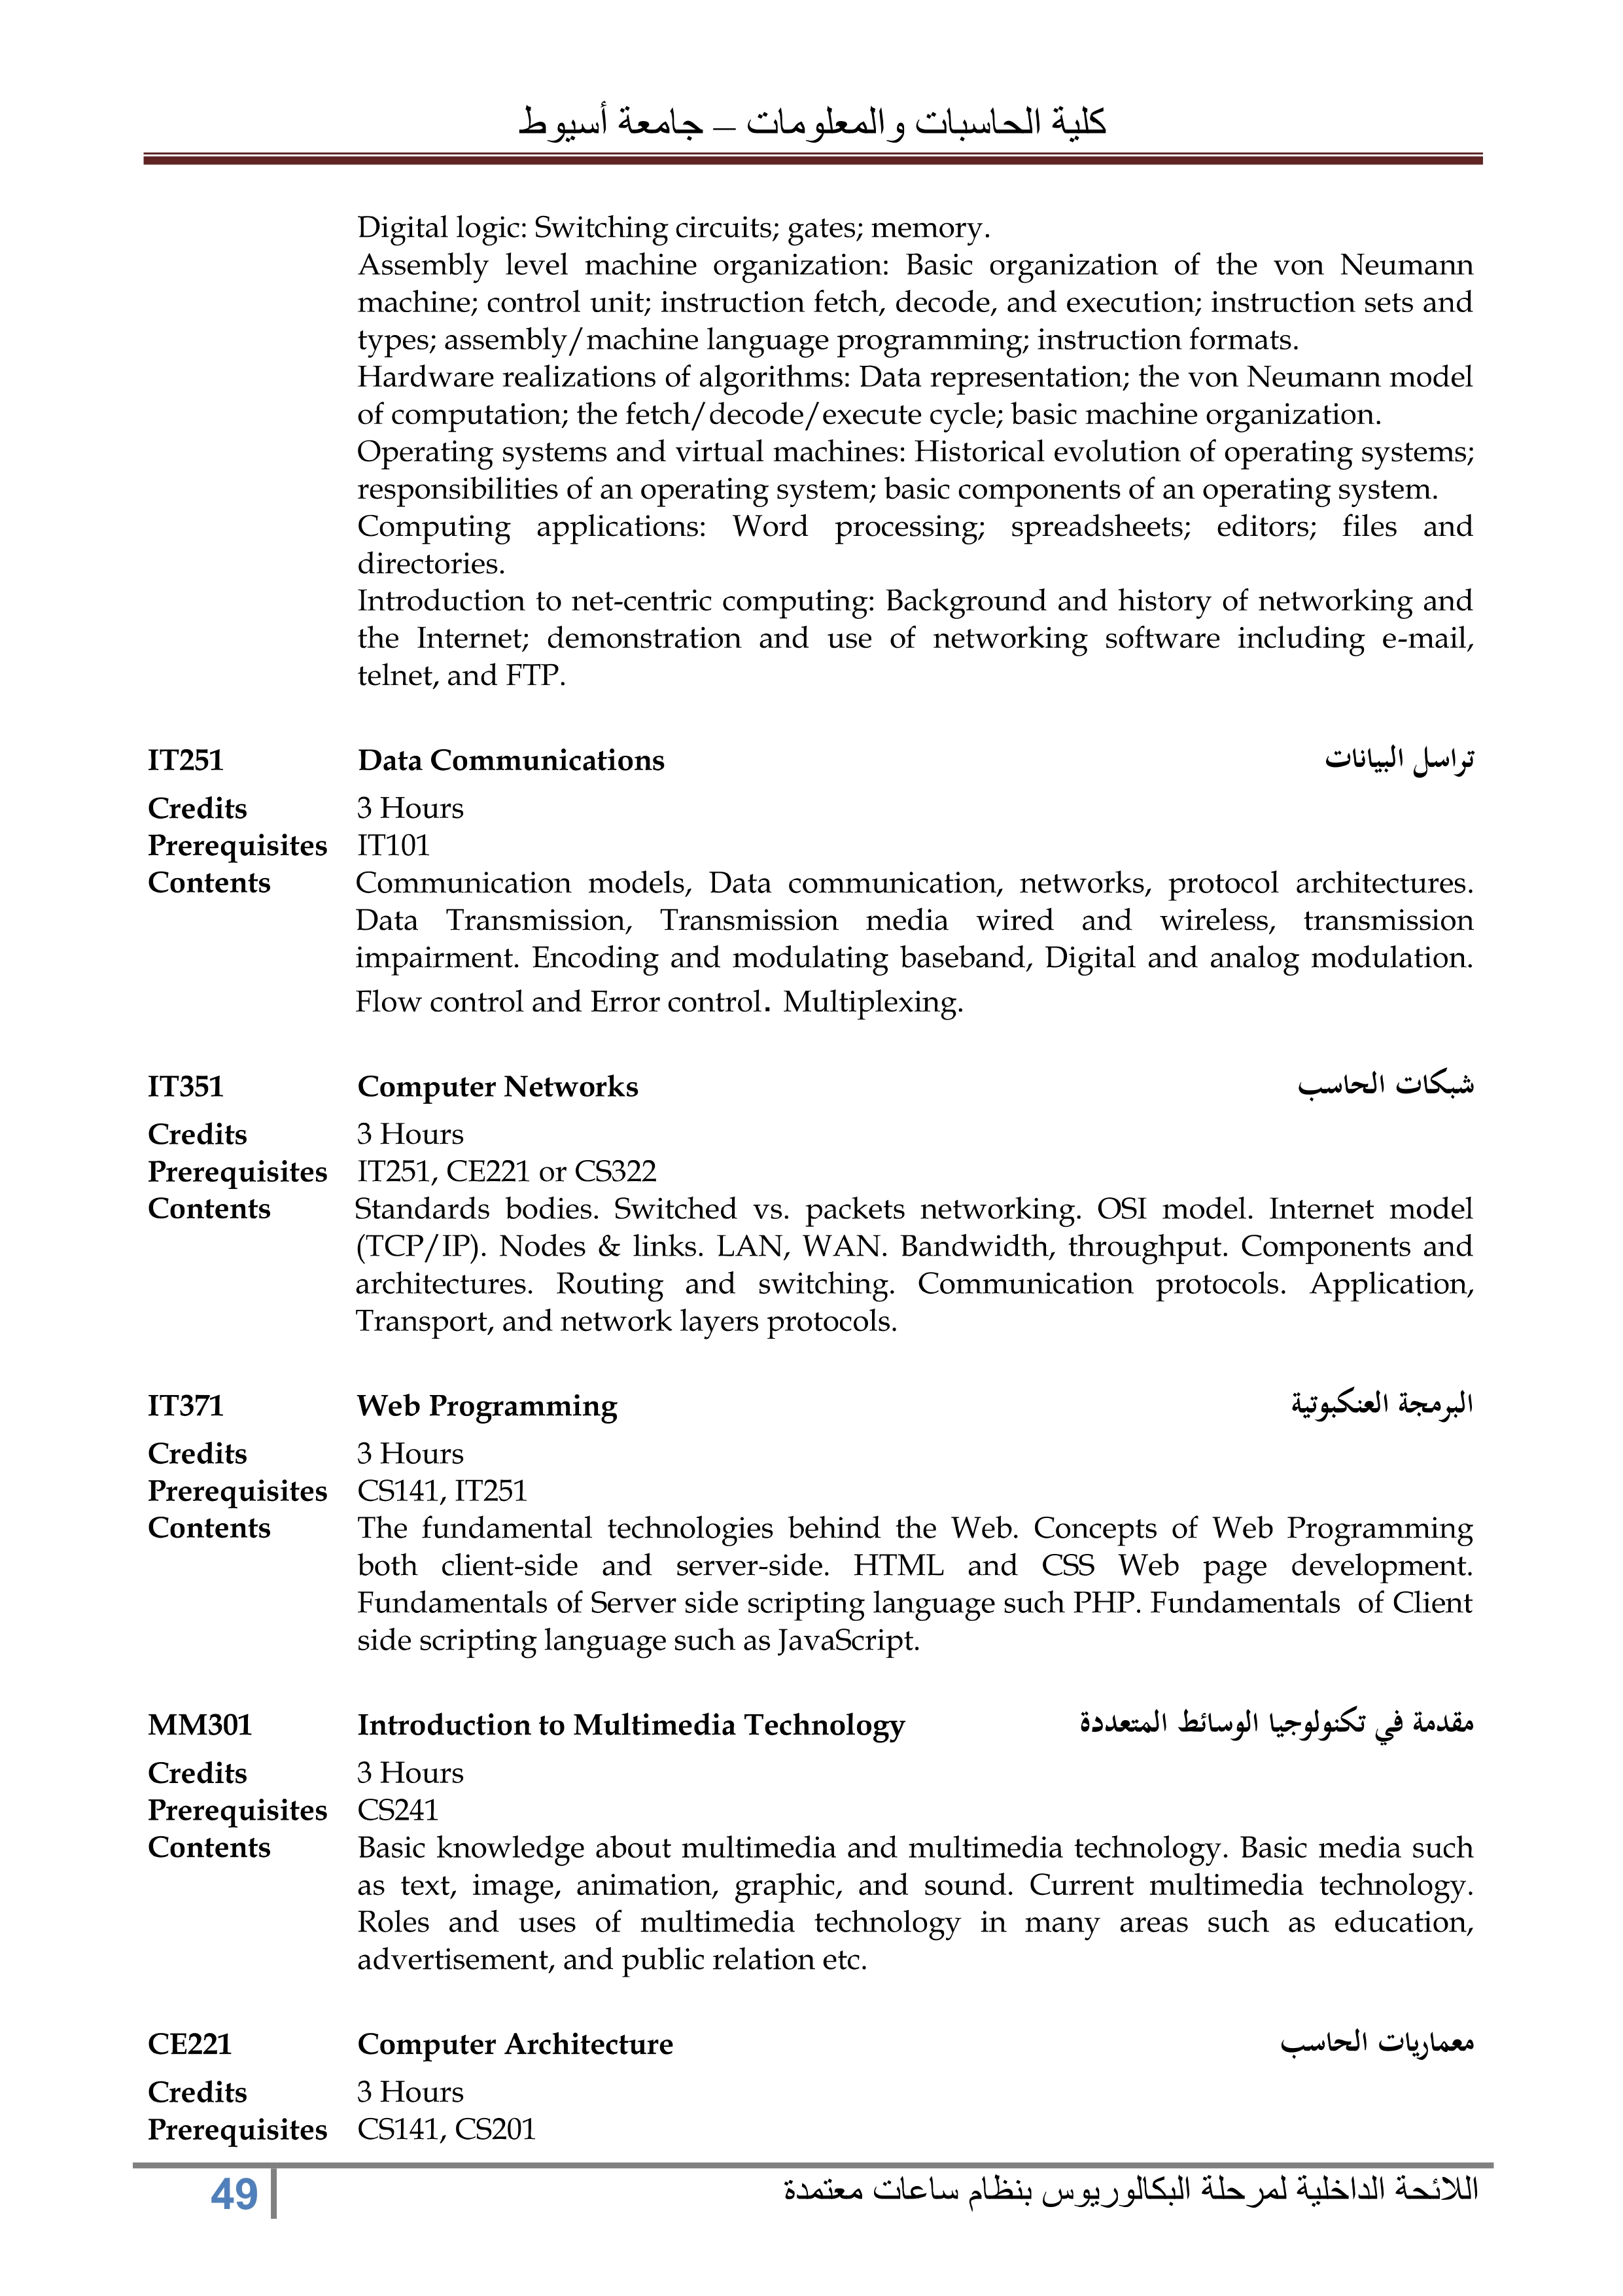 كلية الحاسبات والمعلومات – جامعة أسيوط
Digital logic: Switching circuits; gates; memory.
Assembly level machine organization: Basic organization of the von Neumann
machine; control unit; instruction fetch, decode, and execution; instruction sets and
types; assembly/machine language programming; instruction formats.
Hardware realizations of algorithms: Data representation; the von Neumann model
of computation; the fetch/decode/execute cycle; basic machine organization.
Operating systems and virtual machines: Historical evolution of operating systems;
responsibilities of an operating system; basic components of an operating system.
Computing applications: Word processing; spreadsheets; editors; files and
directories.
Introduction to net-centric computing: Background and history of networking and
the Internet; demonstration and use of networking software including e-mail,
telnet, and FTP.
IT251 Data Communications تراسل البيانات
Credits 3 Hours
Prerequisites IT101
Contents Communication models, Data communication, networks, protocol architectures.
Data Transmission, Transmission media wired and wireless, transmission
impairment. Encoding and modulating baseband, Digital and analog modulation.
Flow control and Error control. Multiplexing.
IT351 Computer Networks شبكات الحاسب
Credits 3 Hours
Prerequisites IT251, CE221 or CS322
Contents Standards bodies. Switched vs. packets networking. OSI model. Internet model
(TCP/IP). Nodes & links. LAN, WAN. Bandwidth, throughput. Components and
architectures. Routing and switching. Communication protocols. Application,
Transport, and network layers protocols.
IT371 Web Programming البرمجة العنكبوتية
Credits 3 Hours
Prerequisites CS141, IT251
Contents The fundamental technologies behind the Web. Concepts of Web Programming
both client-side and server-side. HTML and CSS Web page development.
Fundamentals of Server side scripting language such PHP. Fundamentals of Client
side scripting language such as JavaScript.
MM301 Introduction to Multimedia Technology مقدمة في تكنولوجيا الوسائط المتعددة
Credits 3 Hours
Prerequisites CS241
Contents Basic knowledge about multimedia and multimedia technology. Basic media such
as text, image, animation, graphic, and sound. Current multimedia technology.
Roles and uses of multimedia technology in many areas such as education,
advertisement, and public relation etc.
CE221 Computer Architecture معماريات الحاسب
Credits 3 Hours
Prerequisites CS141, CS201
49 اللائحة الداخلية لمرحلة البكالوريوس بنظام ساعات معتمدة